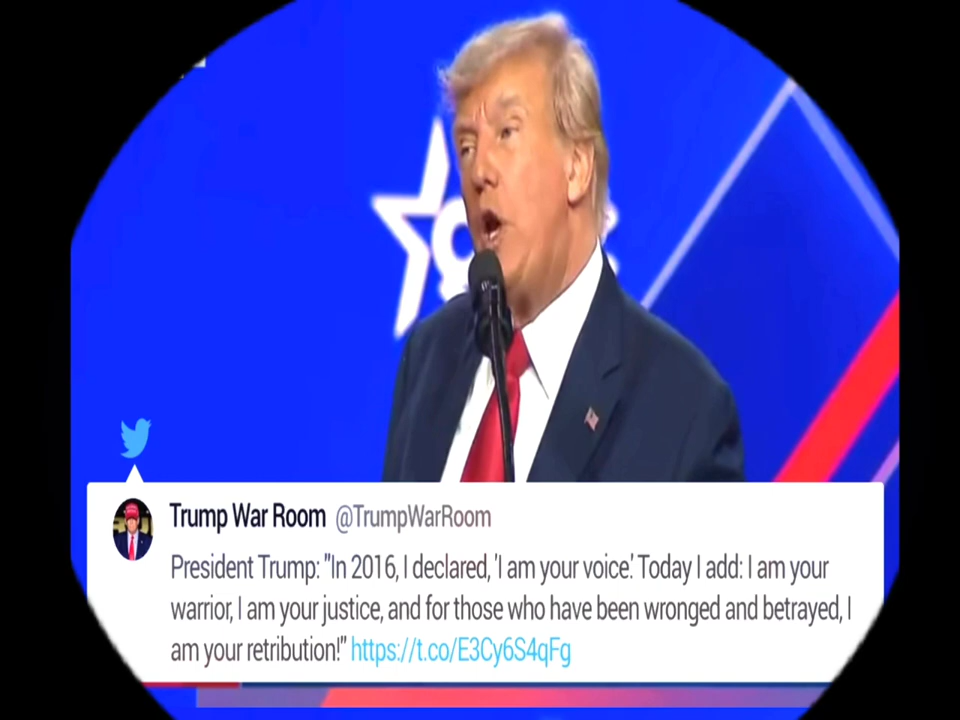 Trump War Room @TrumpWarRoom
President Trump: "In 2016, I declared, 'I am your voice.' Today I add: I am your
warrior, I am your justice, and for those who have been wronged and betrayed, I
am your retribution!" https://t.co/E3Cy6S4qFg